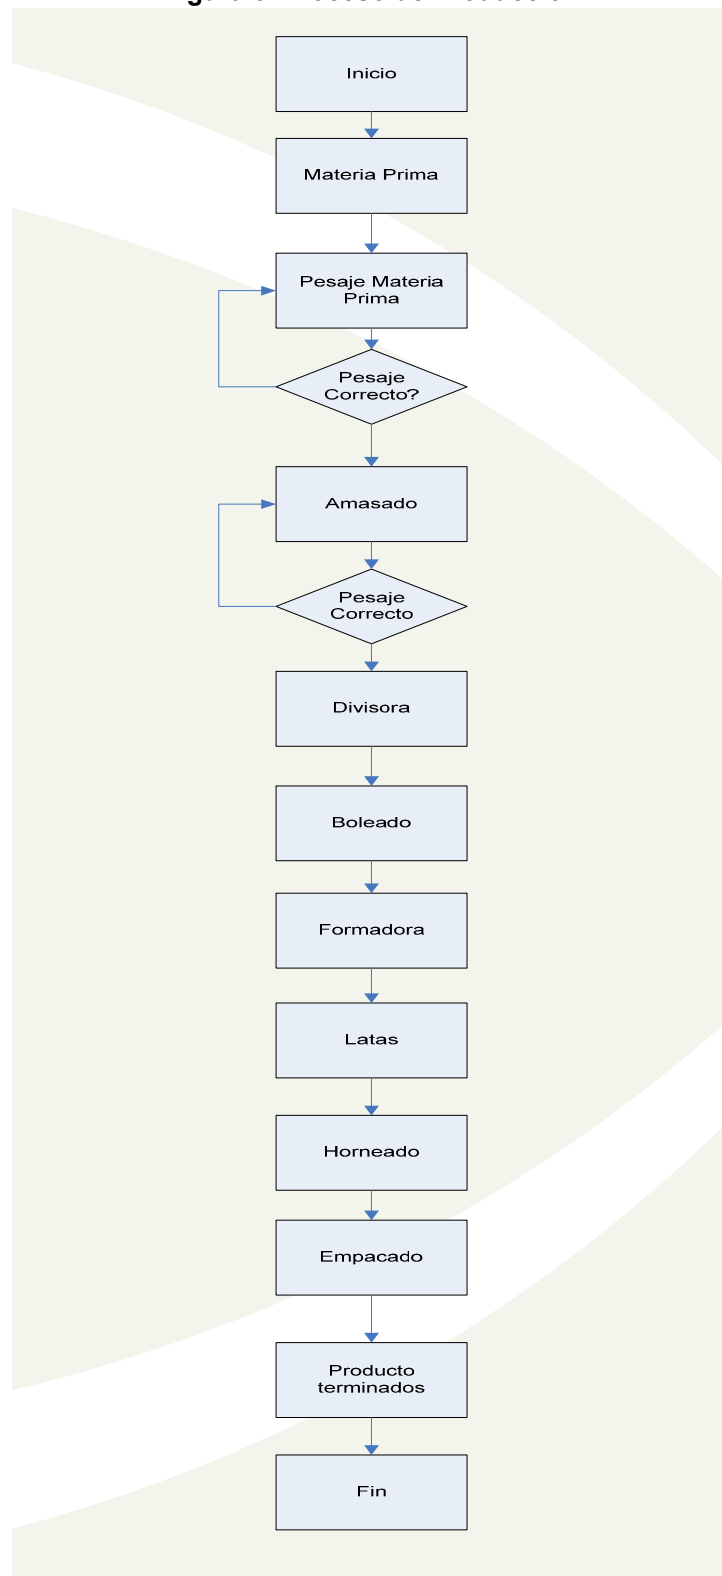 Inicio
Materia Prima
Pesaje Materia
Prima
Pesaje
Correcto?
Amasado
Pesaje
Correcto
Divisora
Boleado
Formadora
Latas
Horneado
Empacado
Producto
terminados
Fin